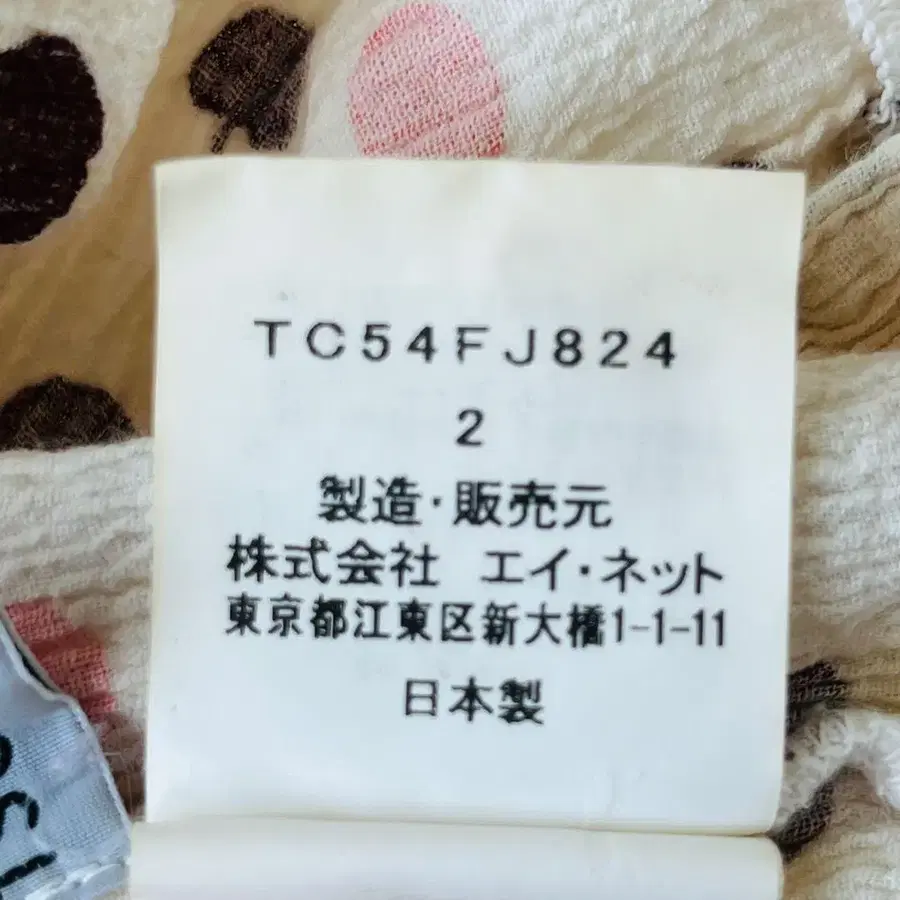 TC54FJ824
2
製造·販売元
株式会社 エイ·ネット
東京都江東区新大橋1-1-11
日本製